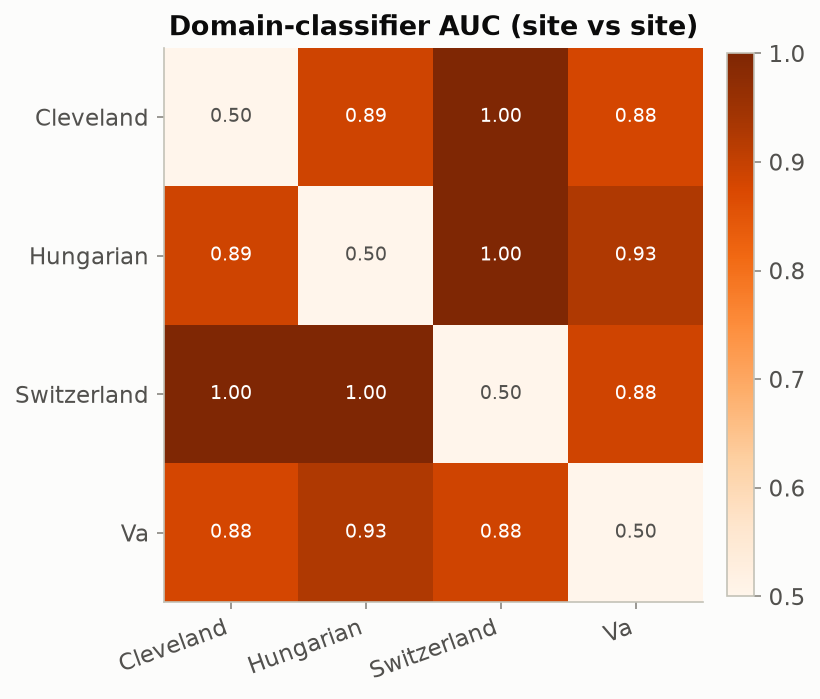 Domain-classifier AUC (site vs site)
Cleveland 0.50 0.89 1.00 0.88
Hungarian 0.89 0.50 1.00 0.93
Switzerland 1.00 1.00 0.50 0.88
Va 0.88 0.93 0.88 0.50
Cleveland Hungarian Switzerland Va
1.0
0.9
0.8
0.7
0.6
0.5